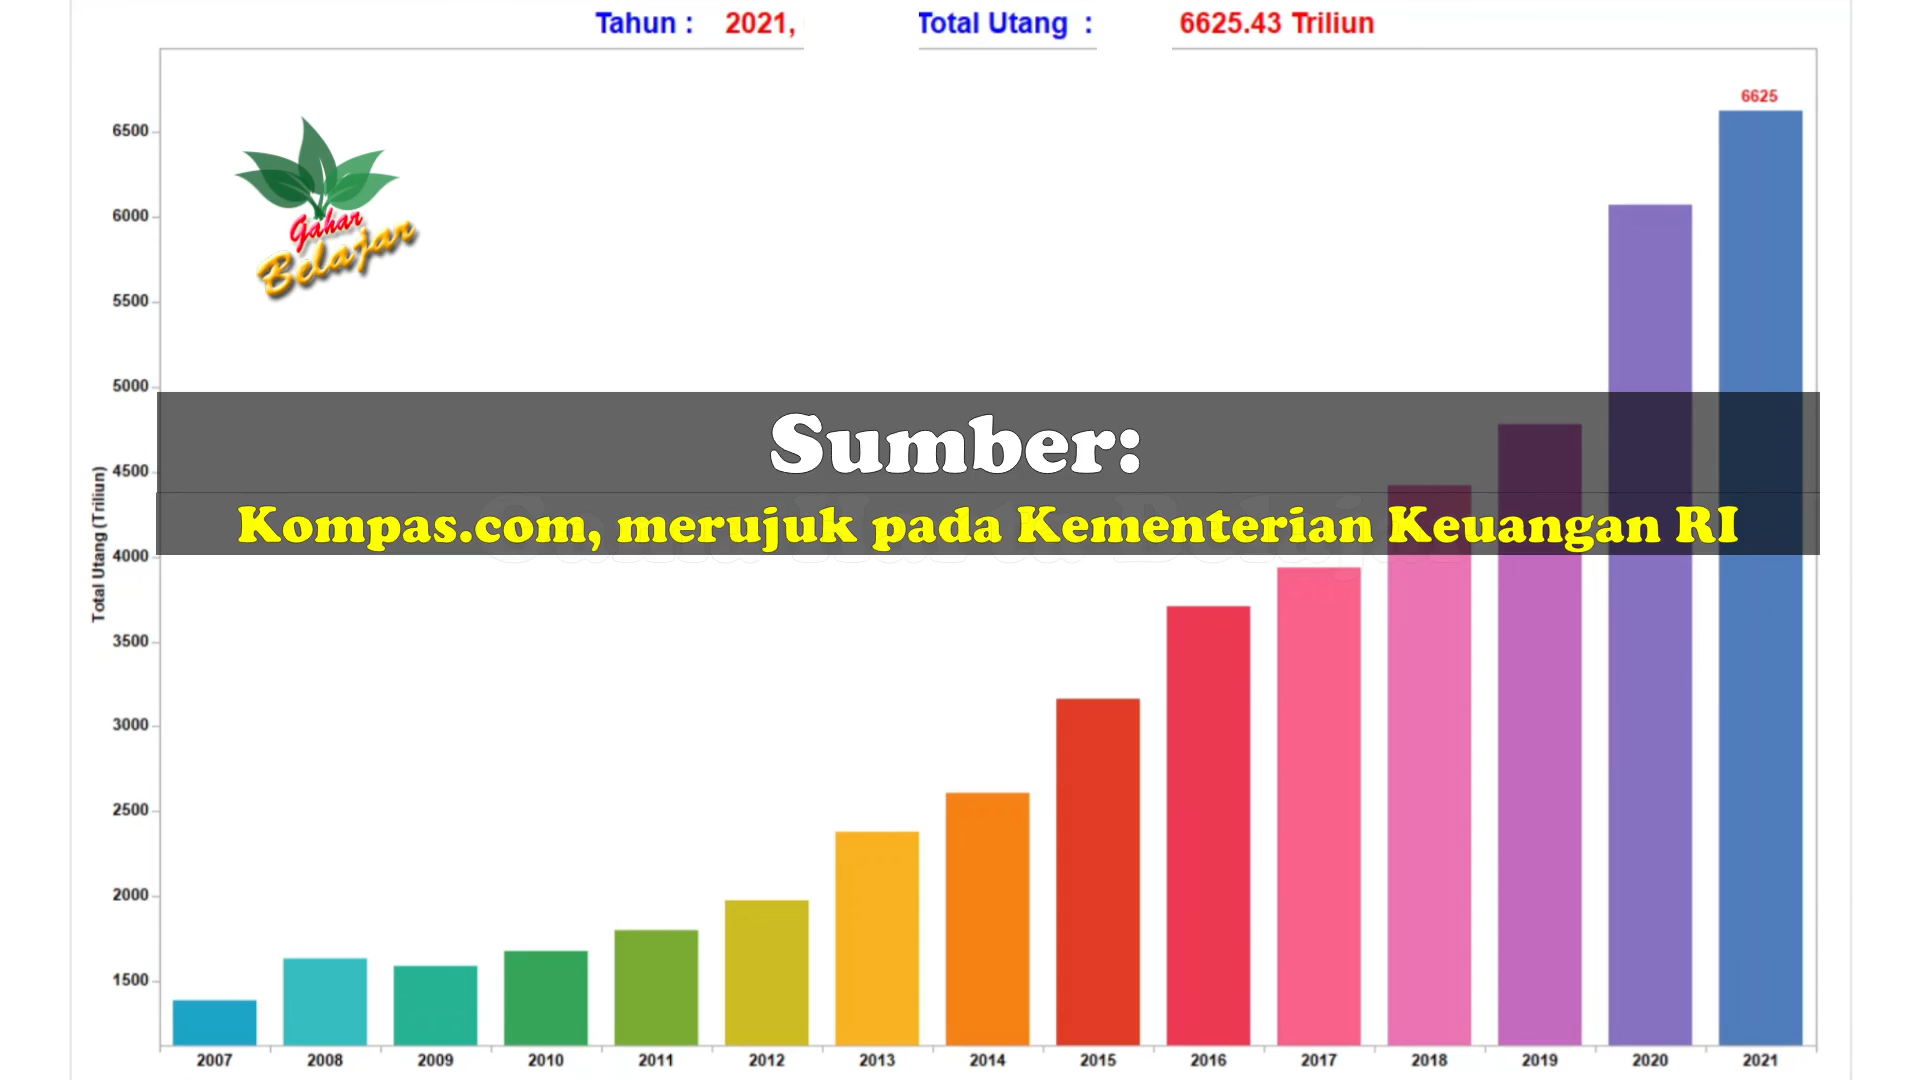 Tahun : 2021, Total Utang : 6625.43 Triliun
6625
6500
Gahar
Belajar
6000
5500
5000
Sumber:
4500
Kompas.com, merujuk pada Kementerian Keuangan RI
4000
Total Utang (Triliun)
3500
3000
2500
2000
1500
2007 2008 2009 2010 2011 2012 2013 2014 2015 2016 2017 2018 2019 2020 2021